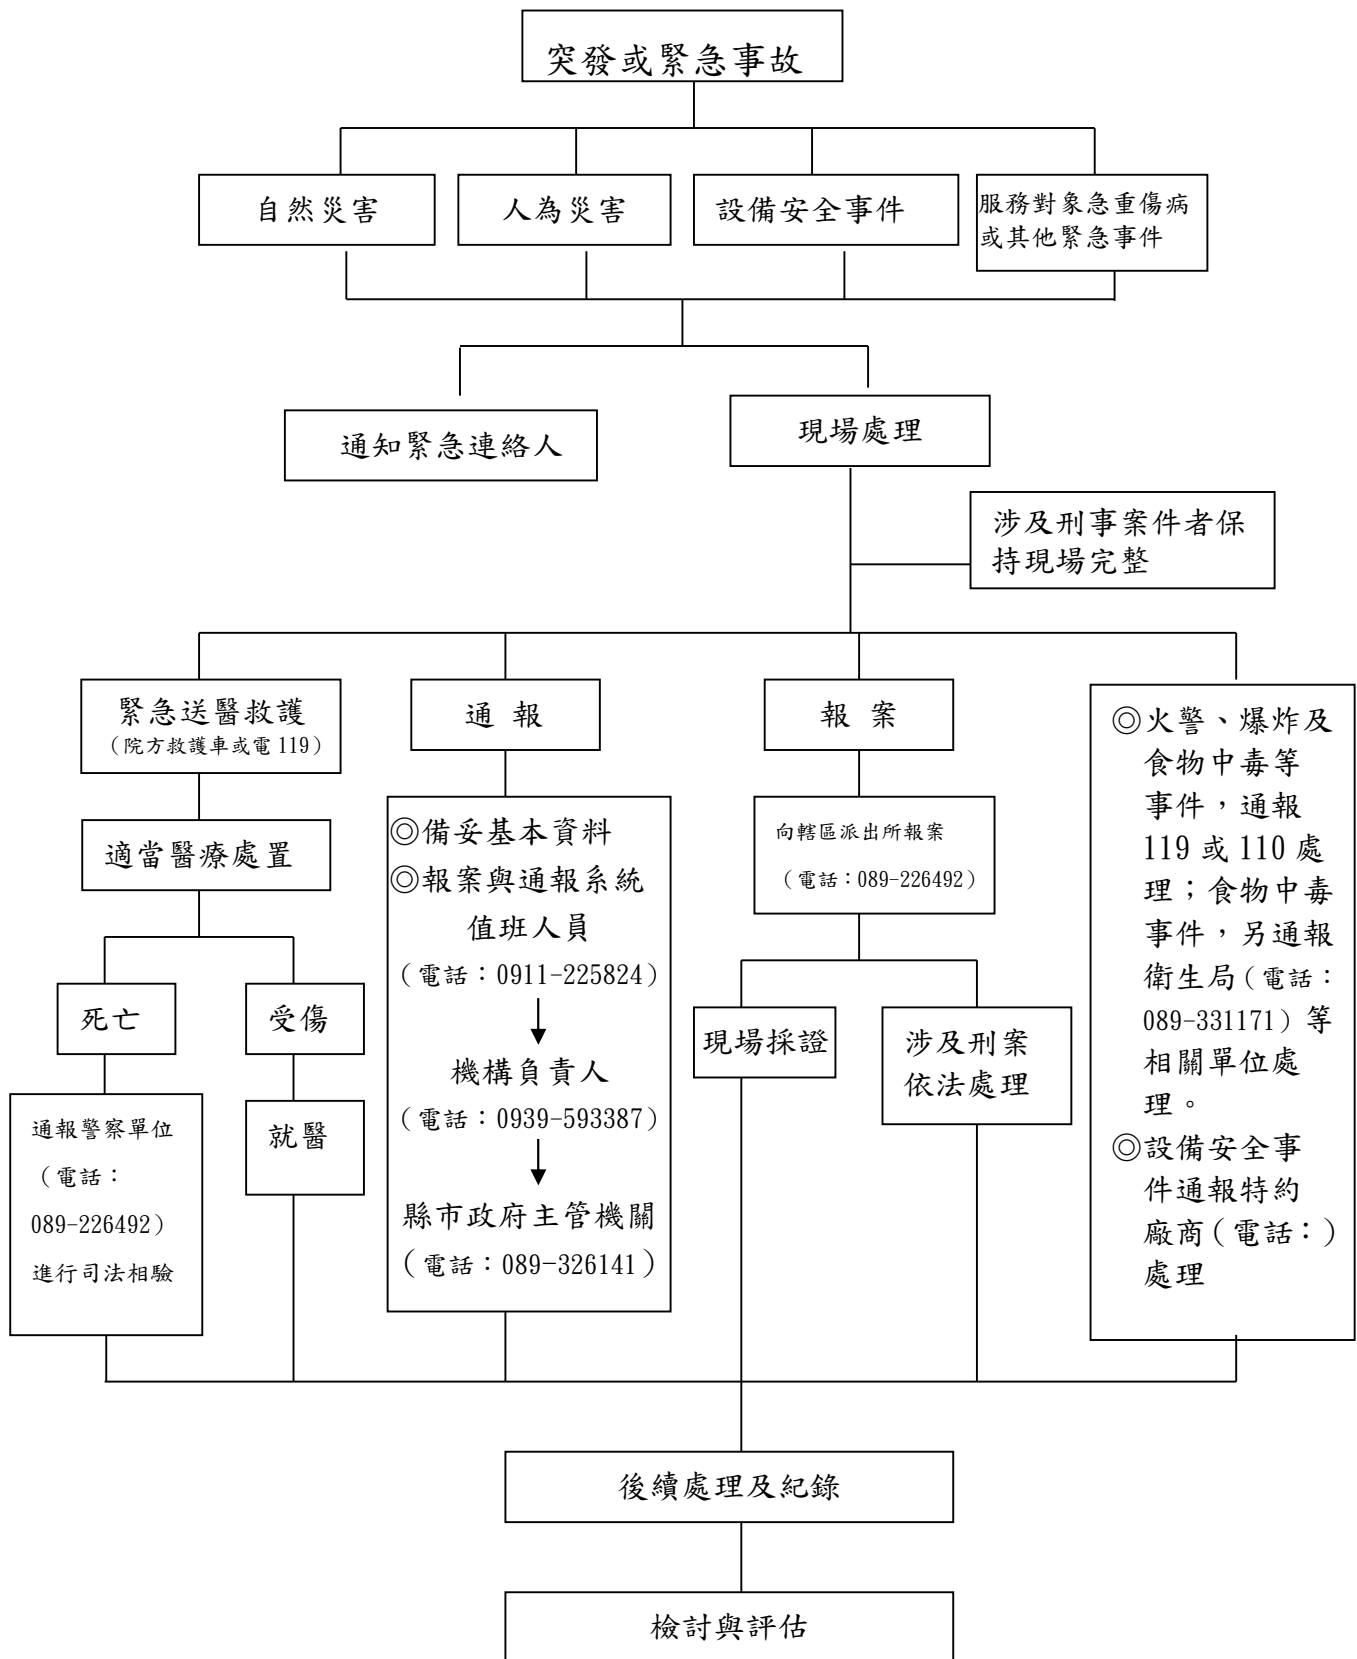 突發或緊急事故
自然災害
人為災害
設備安全事件
服務對象急重傷病
或其他緊急事件
通知緊急連絡人
現場處理
涉及刑事案件者保
持現場完整
緊急送醫救護
（院方救護車或電 119）
適當醫療處置
死亡
受傷
通報警察單位
（電話：
089-226492）
進行司法相驗
就醫
通 報
◎備妥基本資料
◎報案與通報系統
值班人員
（電話：0911-225824）
機構負責人
（電話：0939-593387）
縣市政府主管機關
（電話：089-326141）
報 案
向轄區派出所報案
（電話：089-226492）
現場採證
涉及刑案
依法處理
◎火警、爆炸及
食物中毒等
事件，通報
119 或 110 處
理；食物中毒
事件，另通報
衛生局（電話：
089-331171）等
相關單位處
理。
◎設備安全事
件通報特約
廠商（電話：）
處理
後續處理及紀錄
檢討與評估